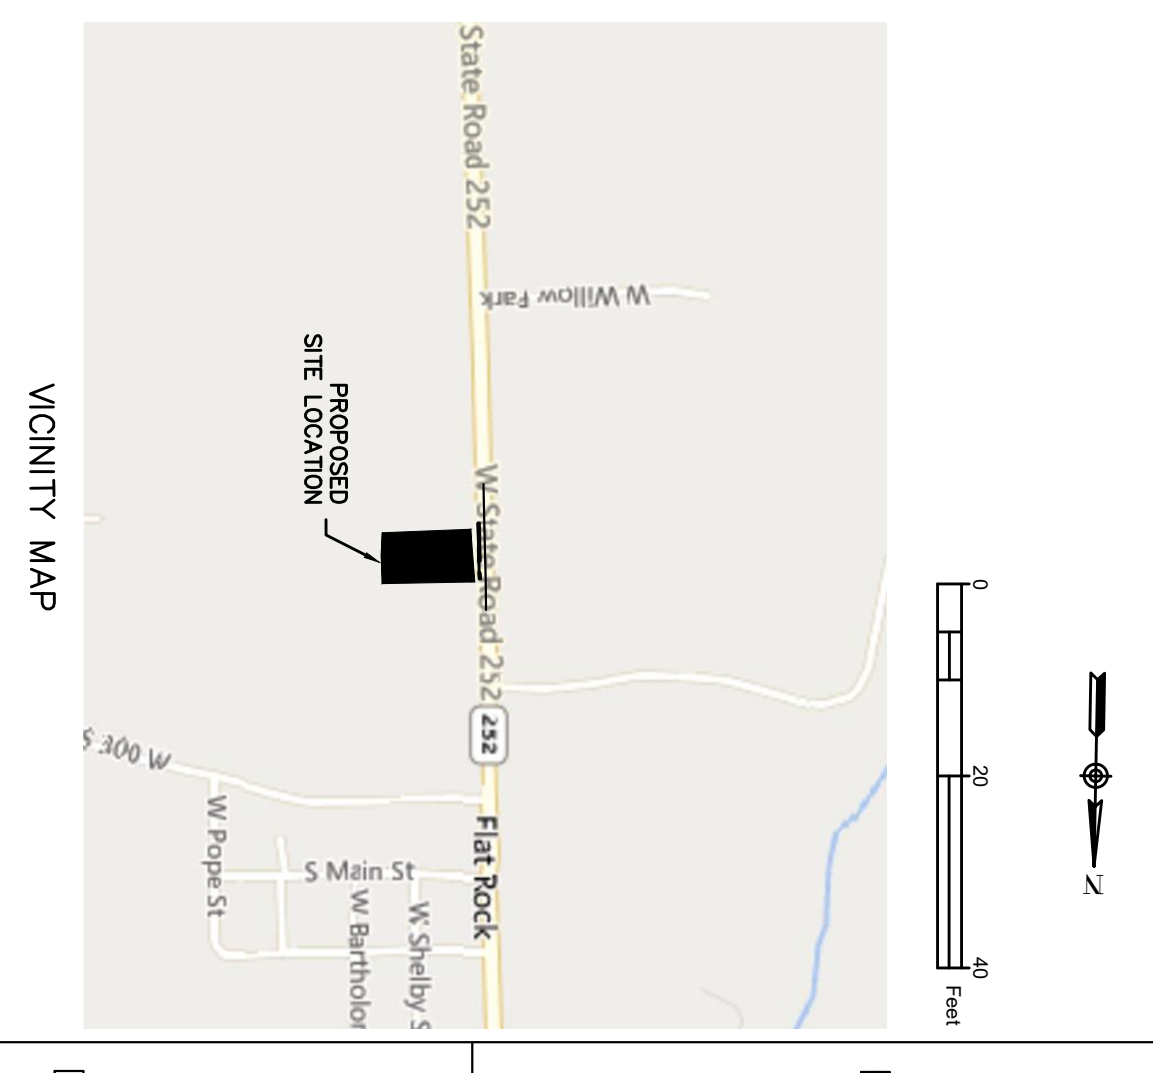 State Road 252
W Willow Park
PROPOSED
SITE LOCATION
W State Road 252
252
Flat Rock
S 300 W
W Pope St
S Main St
W Shelby S
W Bartholo
VICINITY MAP
0
20
40
Feet
N